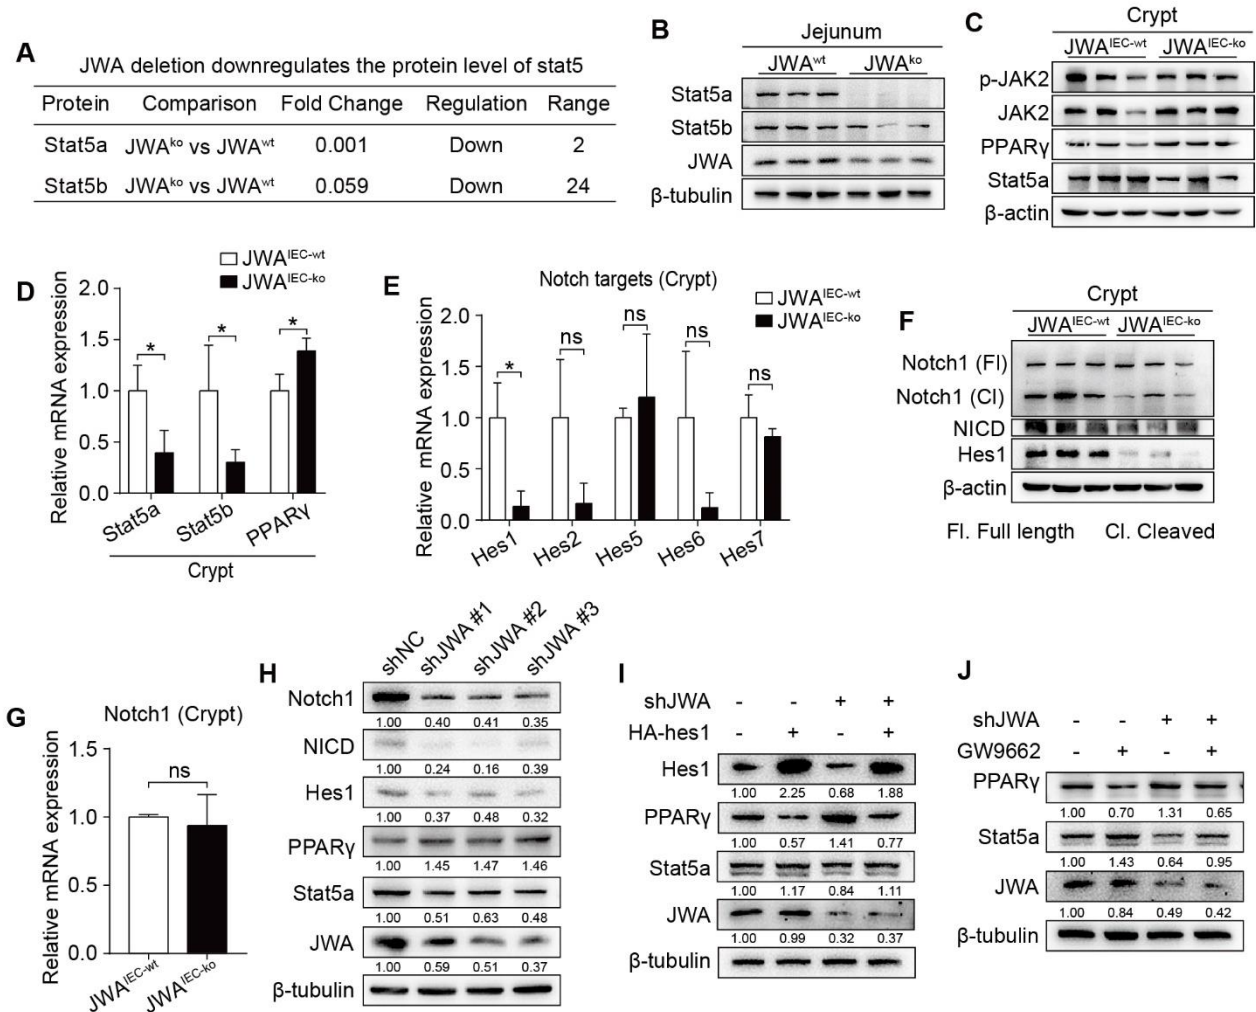 A
JWA deletion downregulates the protein level of stat5
Protein Comparison Fold Change Regulation Range
Stat5a JWAko vs JWAwt 0.001 Down 2
Stat5b JWAko vs JWAwt 0.059 Down 24
B
Jejunum
JWAwt JWAko
Stat5a
Stat5b
JWA
β-tubulin
C
Crypt
JWAIEC-wt JWAIEC-ko
p-JAK2
JAK2
PPARγ
Stat5a
β-actin
D
JWAIEC-wt
JWAIEC-ko
Relative mRNA expression
2.0
1.5
1.0
0.5
0.0
* * *
Stat5a Stat5b PPARγ
Crypt
E
Notch targets (Crypt)
JWAIEC-wt
JWAIEC-ko
Relative mRNA expression
2.0
1.5
1.0
0.5
0.0
* ns ns ns ns
Hes1 Hes2 Hes5 Hes6 Hes7
F
Crypt
JWAIEC-wt JWAIEC-ko
Notch1 (Fl)
Notch1 (Cl)
NICD
Hes1
β-actin
Fl. Full length Cl. Cleaved
G
Notch1 (Crypt)
Relative mRNA expression
1.5
1.0
0.5
0.0
ns
JWAIEC-wt JWAIEC-ko
H
shNC shJWA #1 shJWA #2 shJWA #3
Notch1
1.00 0.40 0.41 0.35
NICD
1.00 0.24 0.16 0.39
Hes1
1.00 0.37 0.48 0.32
PPARγ
1.00 1.45 1.47 1.46
Stat5a
1.00 0.51 0.63 0.48
JWA
1.00 0.59 0.51 0.37
β-tubulin
I
shJWA - - + +
HA-hes1 - + - +
Hes1
1.00 2.25 0.68 1.88
PPARγ
1.00 0.57 1.41 0.77
Stat5a
1.00 1.17 0.84 1.11
JWA
1.00 0.99 0.32 0.37
β-tubulin
J
shJWA - - + +
GW9662 - + - +
PPARγ
1.00 0.70 1.31 0.65
Stat5a
1.00 1.43 0.64 0.95
JWA
1.00 0.84 0.49 0.42
β-tubulin